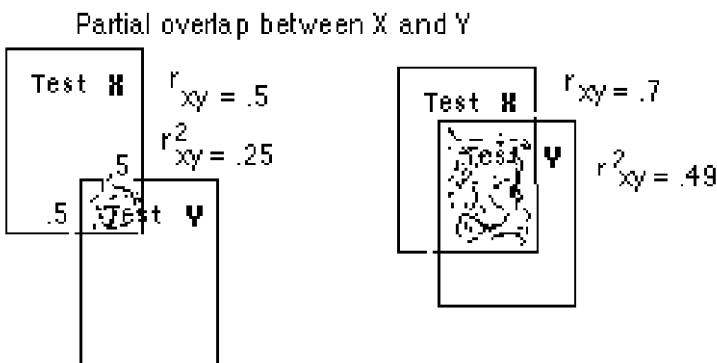 Partial overlap between X and Y
Test X
r xy = .5
r2 xy = .25
.5
.5 Test Y
Test X
r xy = .7
Test Y
r2 xy = .49